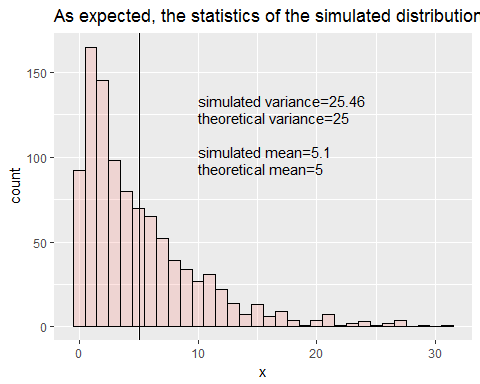 As expected, the statistics of the simulated distribution
150
100
50
0
count
simulated variance=25.46
theoretical variance=25
simulated mean=5.1
theoretical mean=5
0 10 20 30
x